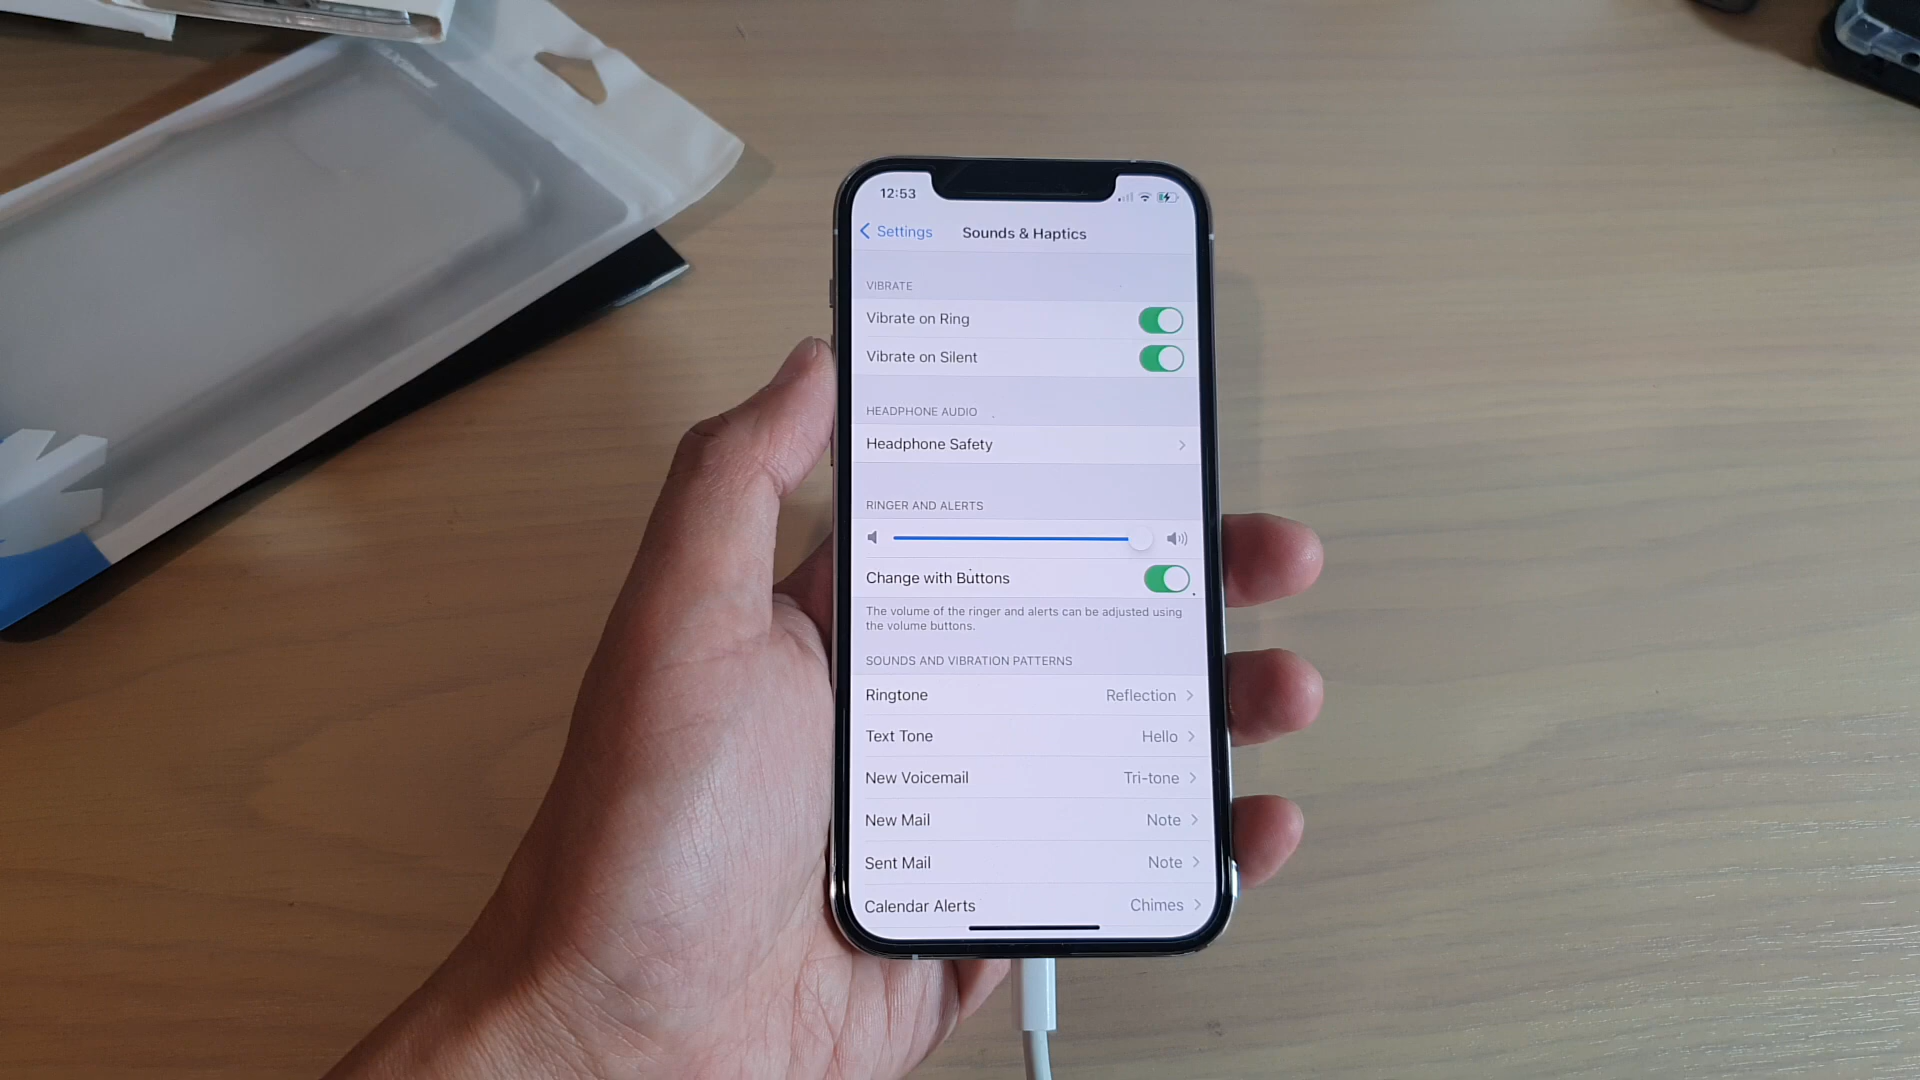 12:53
Settings
Sounds & Haptics
VIBRATE
Vibrate on Ring
Vibrate on Silent
HEADPHONE AUDIO
Headphone Safety
RINGER AND ALERTS
Change with Buttons
The volume of the ringer and alerts can be adjusted using
the volume buttons.
SOUNDS AND VIBRATION PATTERNS
Ringtone Reflection
Text Tone Hello
New Voicemail Tri-tone
New Mail Note
Sent Mail Note
Calendar Alerts Chimes